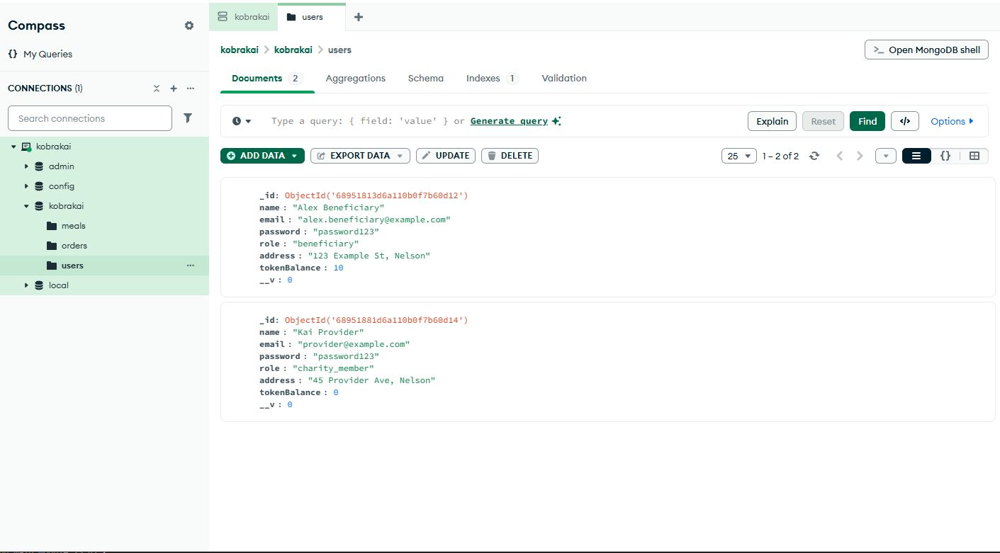 Compass
My Queries
CONNECTIONS (1)
Search connections
kobrakai
admin
config
kobrakai
meals
orders
users
local
kobrakai
users
kobrakai > kobrakai > users
>_ Open MongoDB shell
Documents 2 Aggregations Schema Indexes 1 Validation
Type a query: { field: 'value' } or Generate query
Explain Reset Find </> Options
ADD DATA EXPORT DATA UPDATE DELETE
25 1 – 2 of 2 {}
_id: ObjectId('68951813d6a110b0f7b60d12')
name : "Alex Beneficiary"
email : "alex.beneficiary@example.com"
password : "password123"
role : "beneficiary"
address : "123 Example St, Nelson"
tokenBalance : 10
__v : 0
_id: ObjectId('68951881d6a110b0f7b60d14')
name : "Kai Provider"
email : "provider@example.com"
password : "password123"
role : "charity_member"
address : "45 Provider Ave, Nelson"
tokenBalance : 0
__v : 0